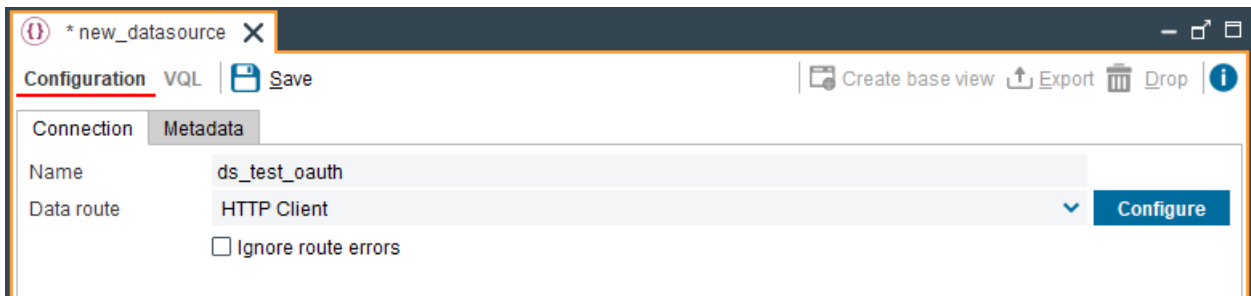 * new_datasource
Configuration VQL Save Create base view Export Drop
Connection Metadata
Name ds_test_oauth
Data route HTTP Client Configure
Ignore route errors